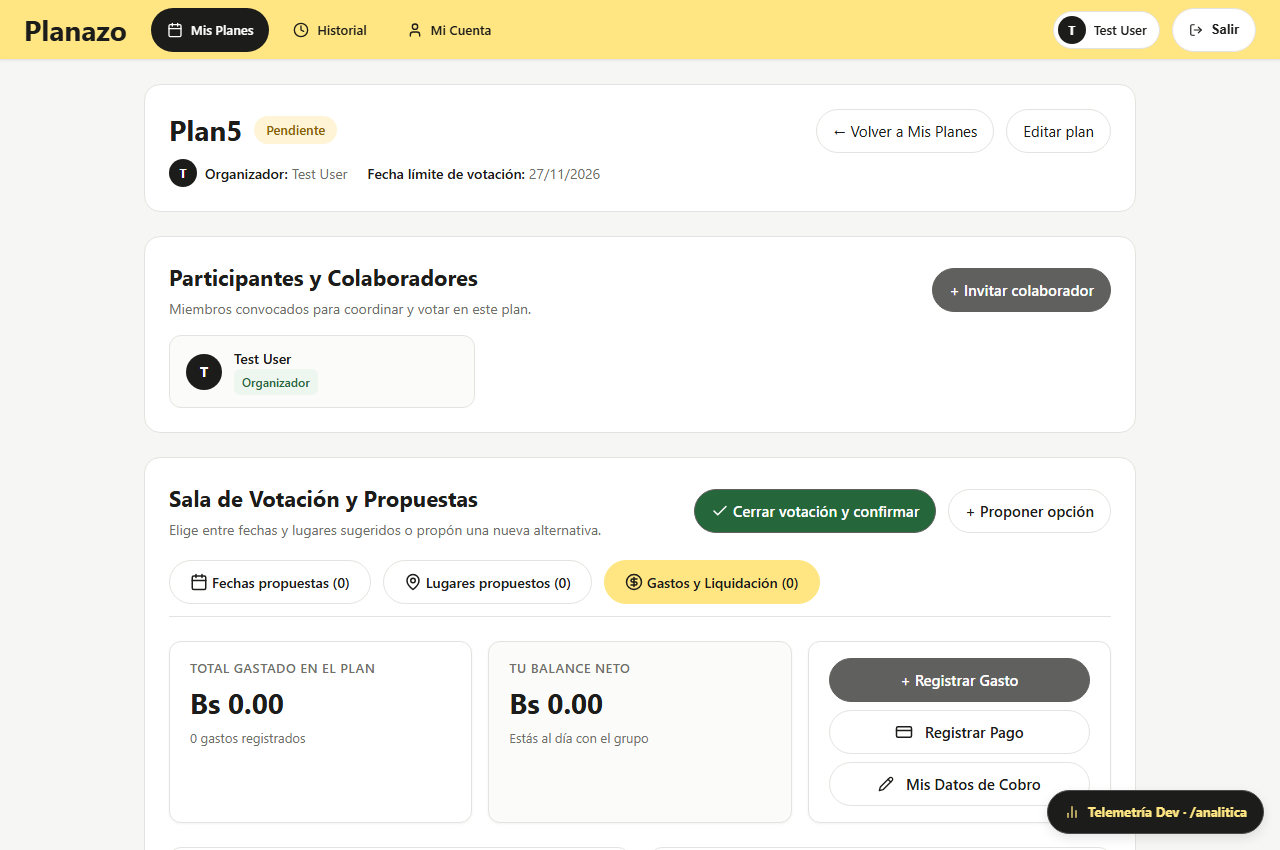 Planazo
Mis Planes
Historial
Mi Cuenta
T
Test User
Salir
Plan5
Pendiente
← Volver a Mis Planes
Editar plan
T
Organizador: Test User
Fecha límite de votación: 27/11/2026
Participantes y Colaboradores
Miembros convocados para coordinar y votar en este plan.
+ Invitar colaborador
T
Test User
Organizador
Sala de Votación y Propuestas
Elige entre fechas y lugares sugeridos o propón una nueva alternativa.
Cerrar votación y confirmar
+ Proponer opción
Fechas propuestas (0)
Lugares propuestos (0)
Gastos y Liquidación (0)
TOTAL GASTADO EN EL PLAN
Bs 0.00
0 gastos registrados
TU BALANCE NETO
Bs 0.00
Estás al día con el grupo
+ Registrar Gasto
Registrar Pago
Mis Datos de Cobro
Telemetría Dev · /analitica